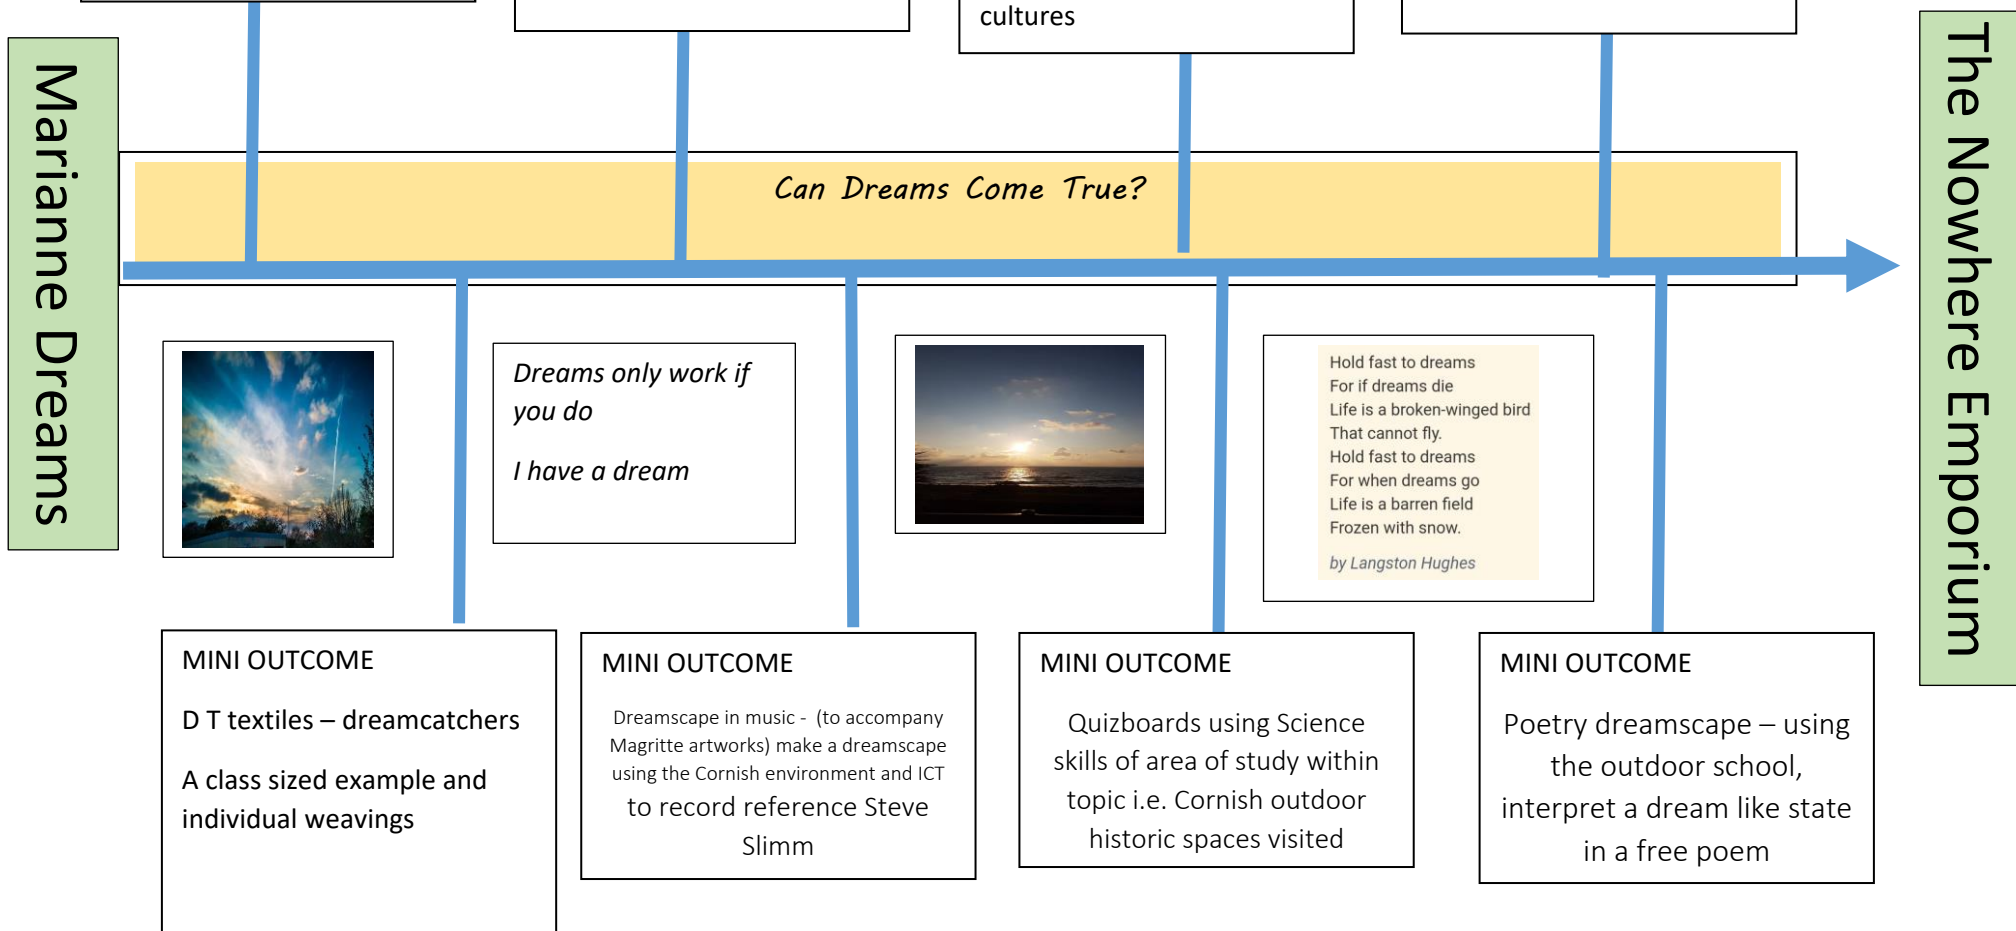 cultures
Marianne Dreams
The Nowhere Emporium
Can Dreams Come True?
Dreams only work if
you do
I have a dream
Hold fast to dreams
For if dreams die
Life is a broken-winged bird
That cannot fly.
Hold fast to dreams
For when dreams go
Life is a barren field
Frozen with snow.
by Langston Hughes
MINI OUTCOME
D T textiles – dreamcatchers
A class sized example and
individual weavings
MINI OUTCOME
Dreamscape in music - (to accompany
Magritte artworks) make a dreamscape
using the Cornish environment and ICT
to record reference Steve
Slimm
MINI OUTCOME
Quizboards using Science
skills of area of study within
topic i.e. Cornish outdoor
historic spaces visited
MINI OUTCOME
Poetry dreamscape – using
the outdoor school,
interpret a dream like state
in a free poem